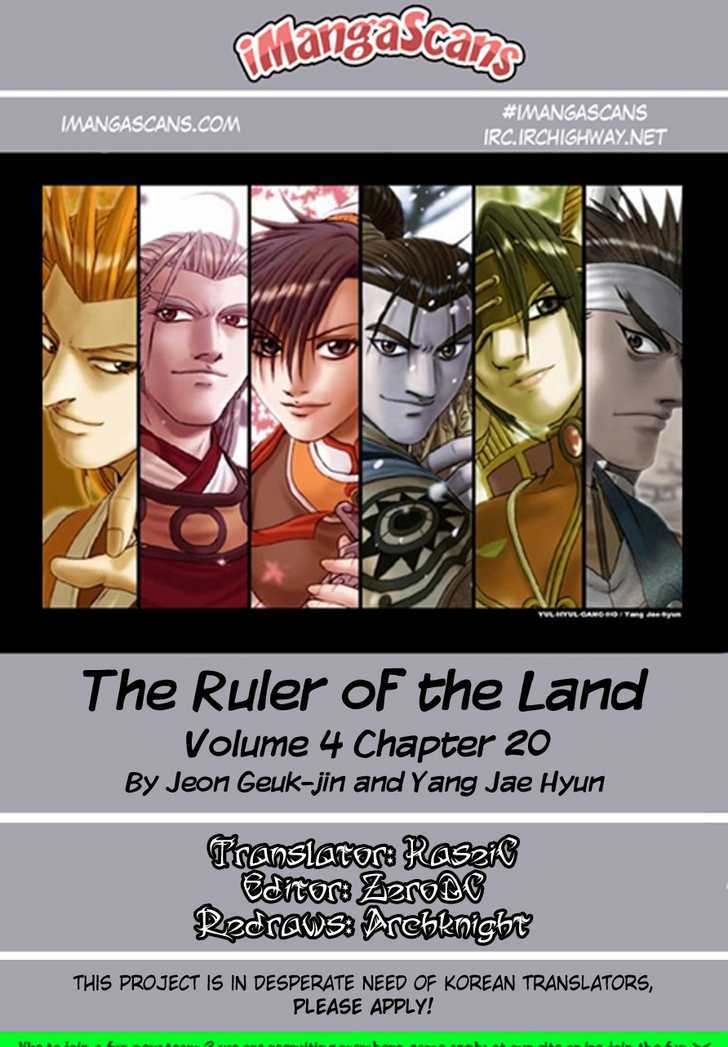 iMangaScans
IMANGASCANS.COM
#IMANGASCANS
IRC.IRCHIGHWAY.NET
YUL-HYUL-GANG-HO / Yang Jae-hyun
The Ruler of the Land
Volume 4 Chapter 20
By Jeon Geuk-jin and Yang Jae Hyun
Translator: KaseiC
Editor: ZeroDC
Redraws: Archknight
THIS PROJECT IS IN DESPERATE NEED OF KOREAN TRANSLATORS,
PLEASE APPLY!